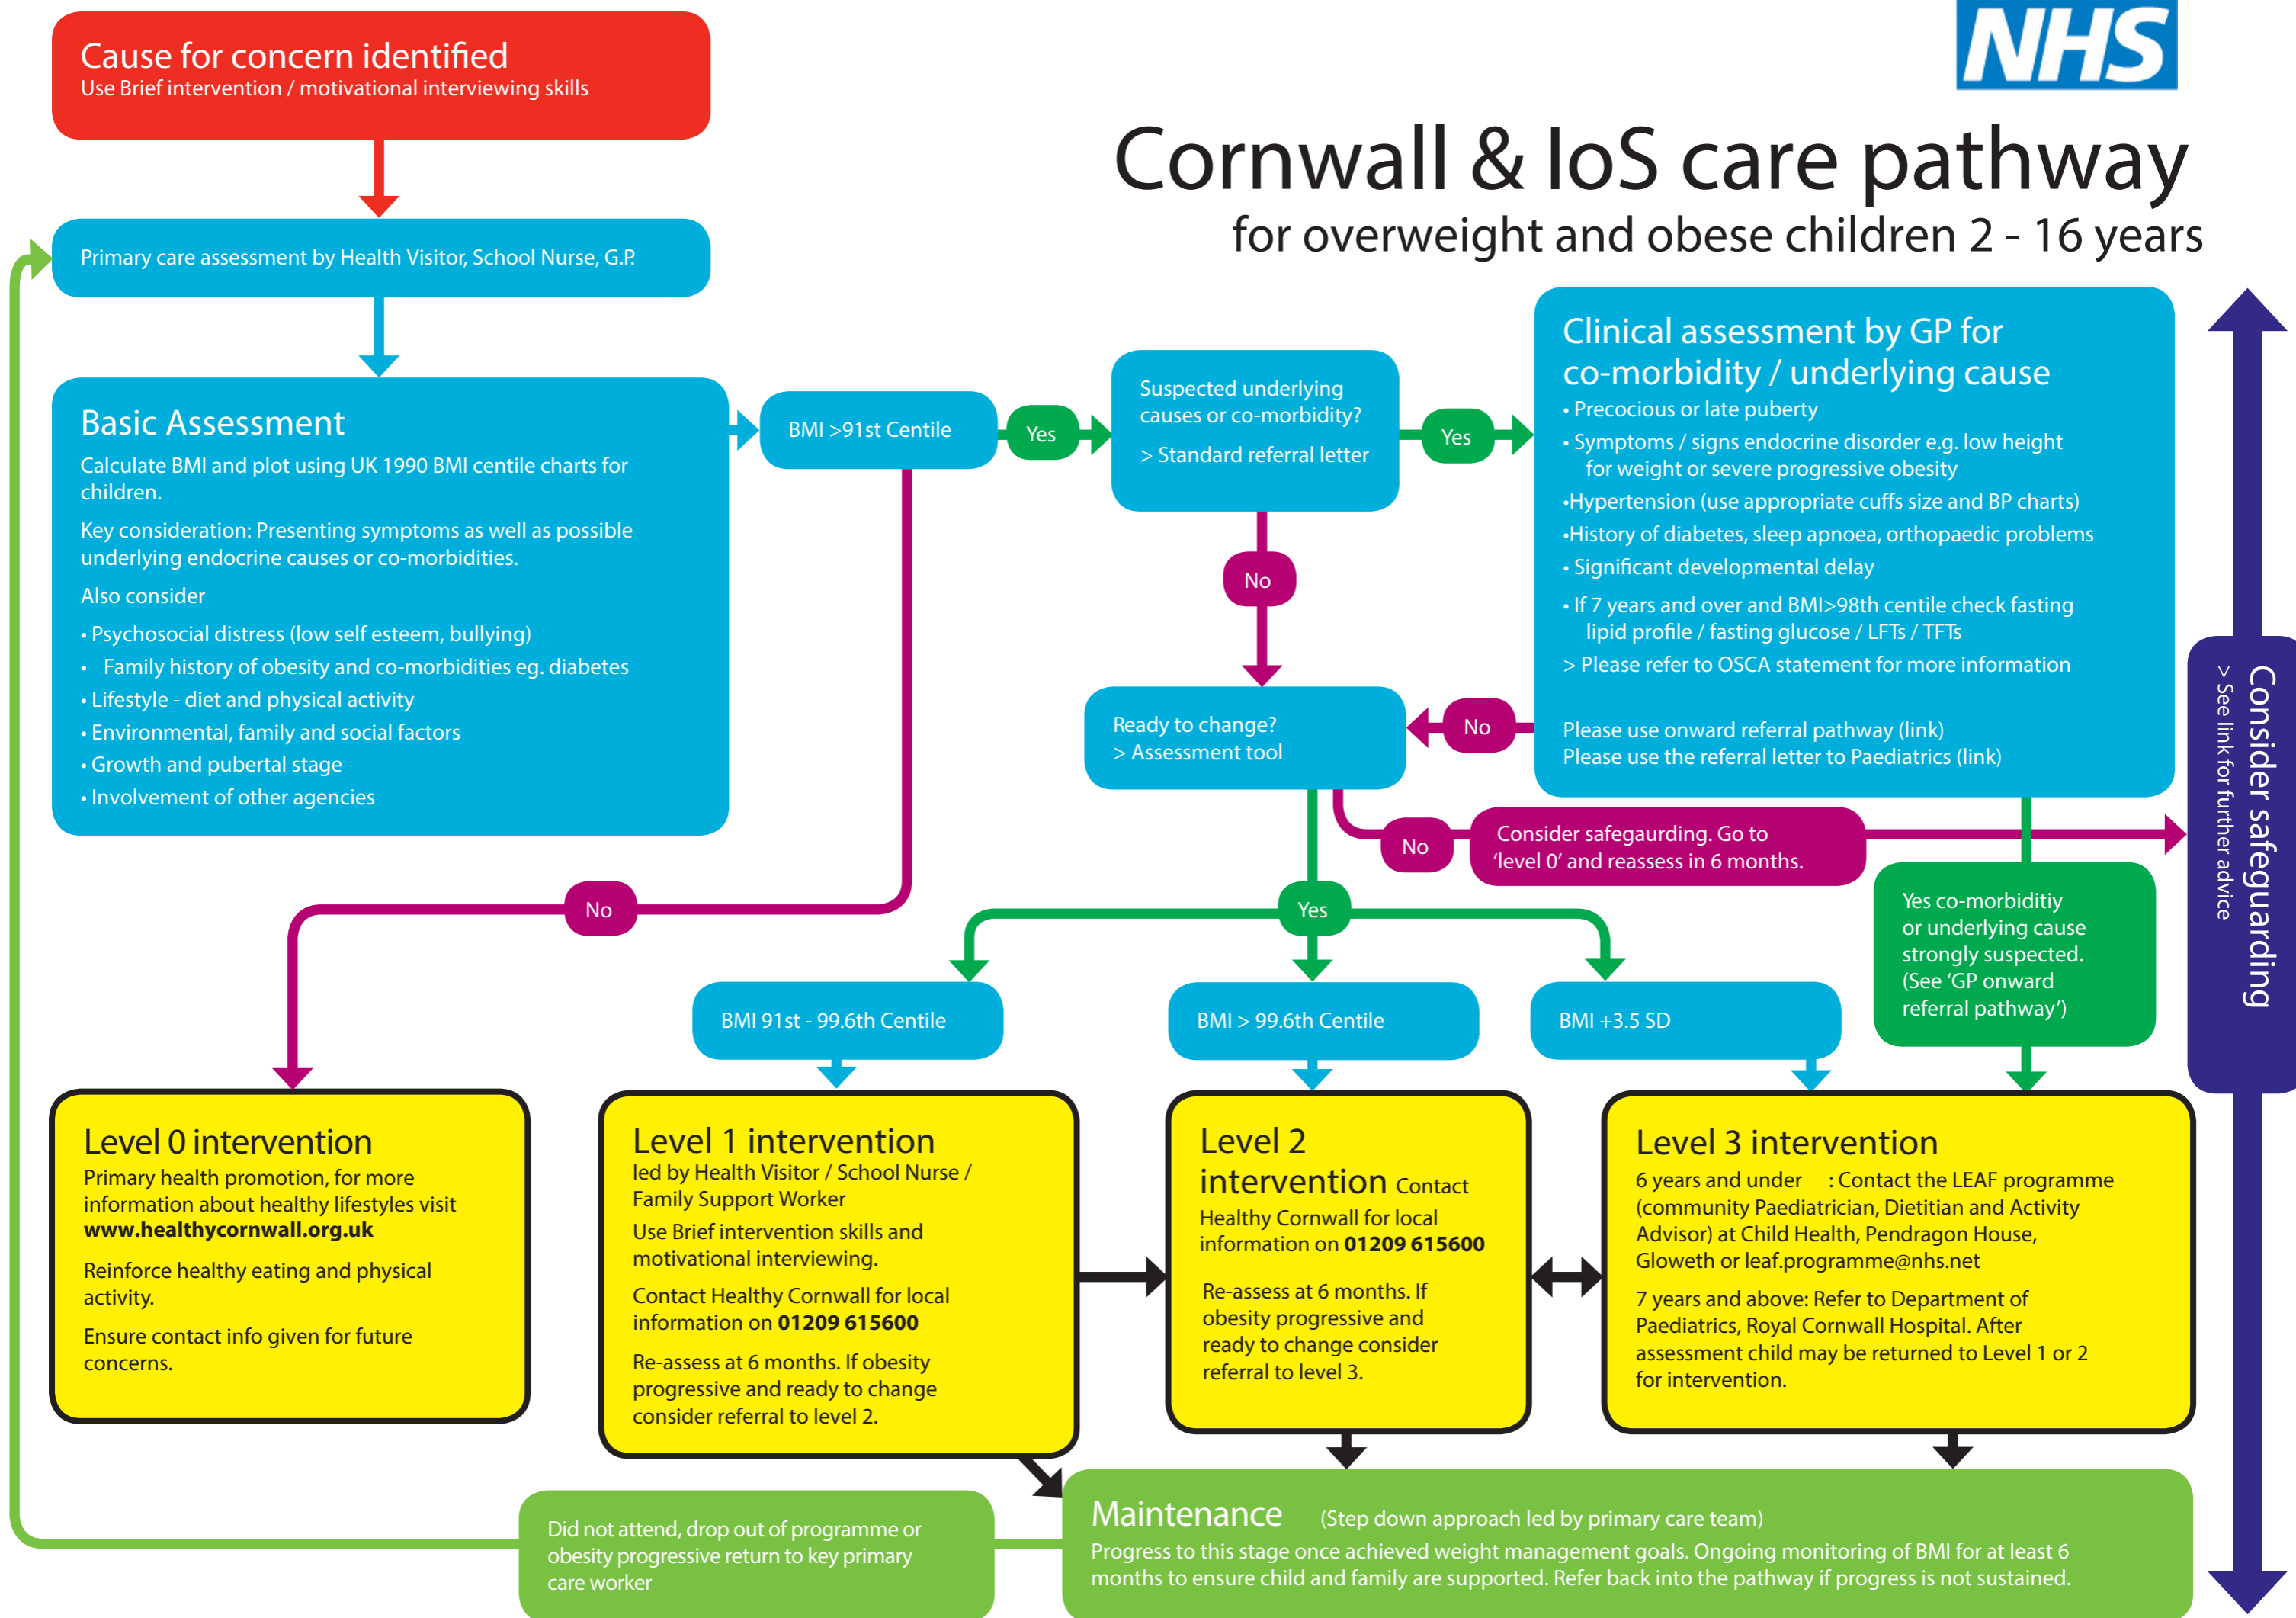 NHS
Cornwall & IoS care pathway
for overweight and obese children 2 - 16 years
Cause for concern identified
Use Brief intervention / motivational interviewing skills
Primary care assessment by Health Visitor, School Nurse, G.P.
Basic Assessment
Calculate BMI and plot using UK 1990 BMI centile charts for
children.
Key consideration: Presenting symptoms as well as possible
underlying endocrine causes or co-morbidities.
Also consider
• Psychosocial distress (low self esteem, bullying)
• Family history of obesity and co-morbidities eg. diabetes
• Lifestyle - diet and physical activity
• Environmental, family and social factors
• Growth and pubertal stage
• Involvement of other agencies
BMI >91st Centile
Yes
Suspected underlying
causes or co-morbidity?
> Standard referral letter
Yes
Clinical assessment by GP for
co-morbidity / underlying cause
• Precocious or late puberty
• Symptoms / signs endocrine disorder e.g. low height
for weight or severe progressive obesity
•Hypertension (use appropriate cuffs size and BP charts)
•History of diabetes, sleep apnoea, orthopaedic problems
• Significant developmental delay
• If 7 years and over and BMI>98th centile check fasting
lipid profile / fasting glucose / LFTs / TFTs
> Please refer to OSCA statement for more information
Please use onward referral pathway (link)
Please use the referral letter to Paediatrics (link)
No
Ready to change?
> Assessment tool
No
No
Consider safegaurding. Go to
‘level 0’ and reassess in 6 months.
Consider safeguarding
> See link for further advice
No
Yes
Yes co-morbiditiy
or underlying cause
strongly suspected.
(See ‘GP onward
referral pathway’)
BMI 91st - 99.6th Centile
BMI > 99.6th Centile
BMI +3.5 SD
Level 0 intervention
Primary health promotion, for more
information about healthy lifestyles visit
www.healthycornwall.org.uk
Reinforce healthy eating and physical
activity.
Ensure contact info given for future
concerns.
Level 1 intervention
led by Health Visitor / School Nurse /
Family Support Worker
Use Brief intervention skills and
motivational interviewing.
Contact Healthy Cornwall for local
information on 01209 615600
Re-assess at 6 months. If obesity
progressive and ready to change
consider referral to level 2.
Level 2
intervention Contact
Healthy Cornwall for local
information on 01209 615600
Re-assess at 6 months. If
obesity progressive and
ready to change consider
referral to level 3.
Level 3 intervention
6 years and under : Contact the LEAF programme
(community Paediatrician, Dietitian and Activity
Advisor) at Child Health, Pendragon House,
Gloweth or leaf.programme@nhs.net
7 years and above: Refer to Department of
Paediatrics, Royal Cornwall Hospital. After
assessment child may be returned to Level 1 or 2
for intervention.
Did not attend, drop out of programme or
obesity progressive return to key primary
care worker
Maintenance (Step down approach led by primary care team)
Progress to this stage once achieved weight management goals. Ongoing monitoring of BMI for at least 6
months to ensure child and family are supported. Refer back into the pathway if progress is not sustained.